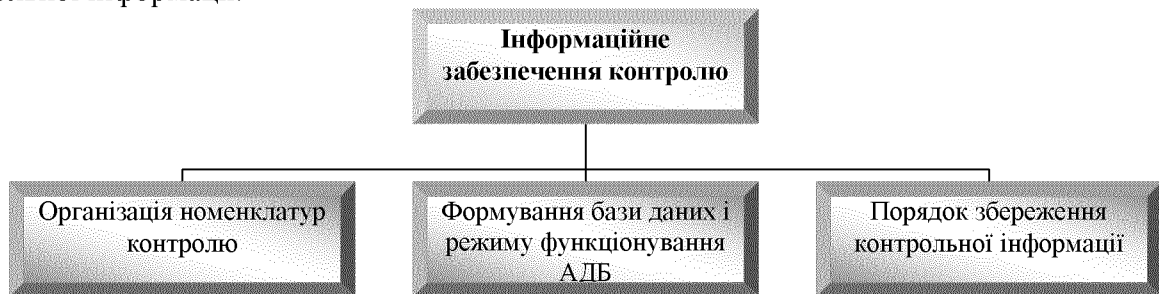 Інформаційне
забезпечення контролю
Організація номенклатур
контролю
Формування бази даних і
режиму функціонування
АДБ
Порядок збереження
контрольної інформації